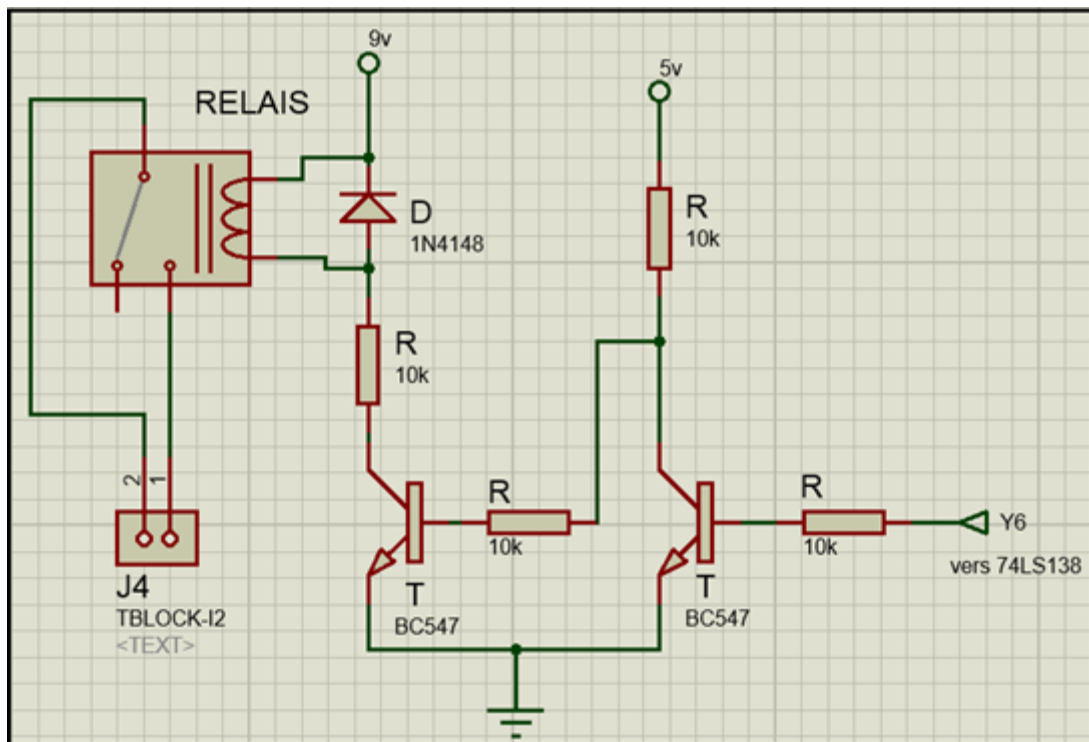 9v
5v
RELAIS
D
1N4148
R
10k
R
10k
2
1
R
10k
R
10k
Y6
vers 74LS138
J4
TBLOCK-I2
<TEXT>
T
BC547
T
BC547